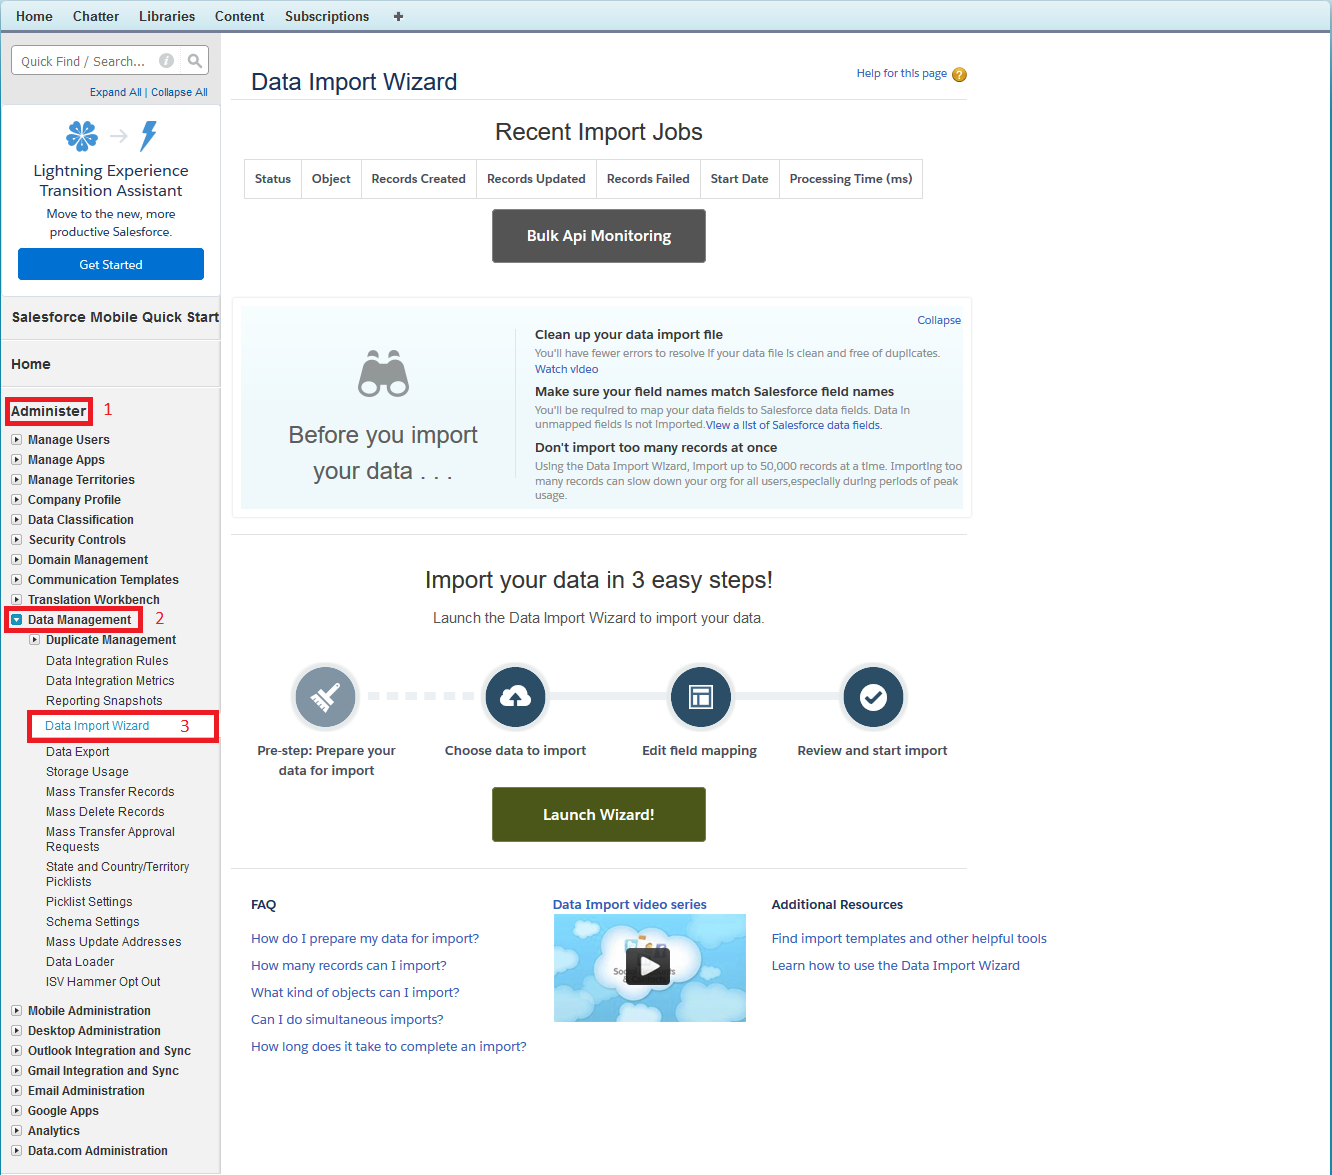 Home Chatter Libraries Content Subscriptions +
Quick Find / Search... i
Expand All | Collapse All
Lightning Experience
Transition Assistant
Move to the new, more
productive Salesforce.
Get Started
Salesforce Mobile Quick Start
Home
Administer 1
Manage Users
Manage Apps
Manage Territories
Company Profile
Data Classification
Security Controls
Domain Management
Communication Templates
Translation Workbench
Data Management 2
Duplicate Management
Data Integration Rules
Data Integration Metrics
Reporting Snapshots
Data Import Wizard 3
Data Export
Storage Usage
Mass Transfer Records
Mass Delete Records
Mass Transfer Approval
Requests
State and Country/Territory
Picklists
Picklist Settings
Schema Settings
Mass Update Addresses
Data Loader
ISV Hammer Opt Out
Mobile Administration
Desktop Administration
Outlook Integration and Sync
Gmail Integration and Sync
Email Administration
Google Apps
Analytics
Data.com Administration
Data Import Wizard
Help for this page ?
Recent Import Jobs
Status Object Records Created Records Updated Records Failed Start Date Processing Time (ms)
Bulk Api Monitoring
Collapse
Before you import
your data . . .
Clean up your data import file
You'll have fewer errors to resolve if your data file is clean and free of duplicates.
Watch video
Make sure your field names match Salesforce field names
You'll be required to map your data fields to Salesforce data fields. Data in
unmapped fields is not imported.View a list of Salesforce data fields.
Don't import too many records at once
Using the Data Import Wizard, import up to 50,000 records at a time. Importing too
many records can slow down your org for all users,especially during periods of peak
usage.
Import your data in 3 easy steps!
Launch the Data Import Wizard to import your data.
Pre-step: Prepare your
data for import
Choose data to import
Edit field mapping
Review and start import
Launch Wizard!
FAQ
How do I prepare my data for import?
How many records can I import?
What kind of objects can I import?
Can I do simultaneous imports?
How long does it take to complete an import?
Data Import video series
Additional Resources
Find import templates and other helpful tools
Learn how to use the Data Import Wizard